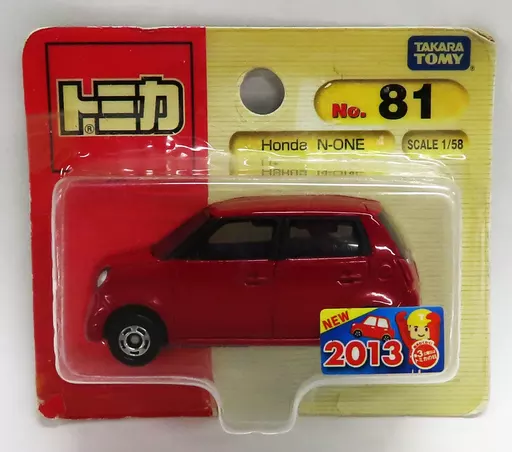 トミカ
®
TAKARA
TOMY
No. 81
Honda N-ONE
SCALE 1/58
NEW
2013